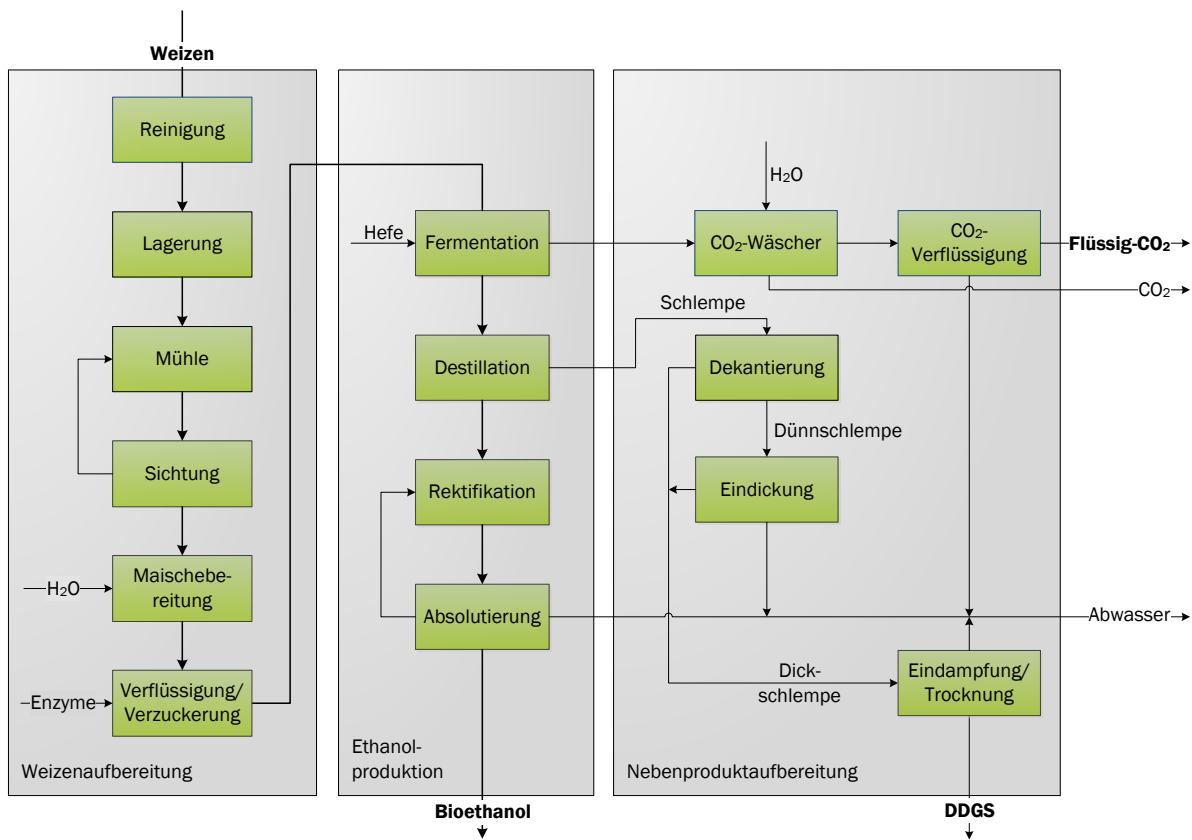 Weizen
Reinigung
Lagerung
Mühle
Sichtung
H₂O
Maischebe-
reitung
Enzyme
Verflüssigung/
Verzuckerung
Weizenaufbereitung
Hefe
Fermentation
Destillation
Rektifikation
Absolutierung
Ethanol-
produktion
Bioethanol
H₂O
CO₂-Wäscher
CO₂-
Verflüssigung
Flüssig-CO₂
CO₂
Schlempe
Dekantierung
Dünnschlempe
Eindickung
Abwasser
Dick-
schlempe
Eindampfung/
Trocknung
Nebenproduktaufbereitung
DDGS